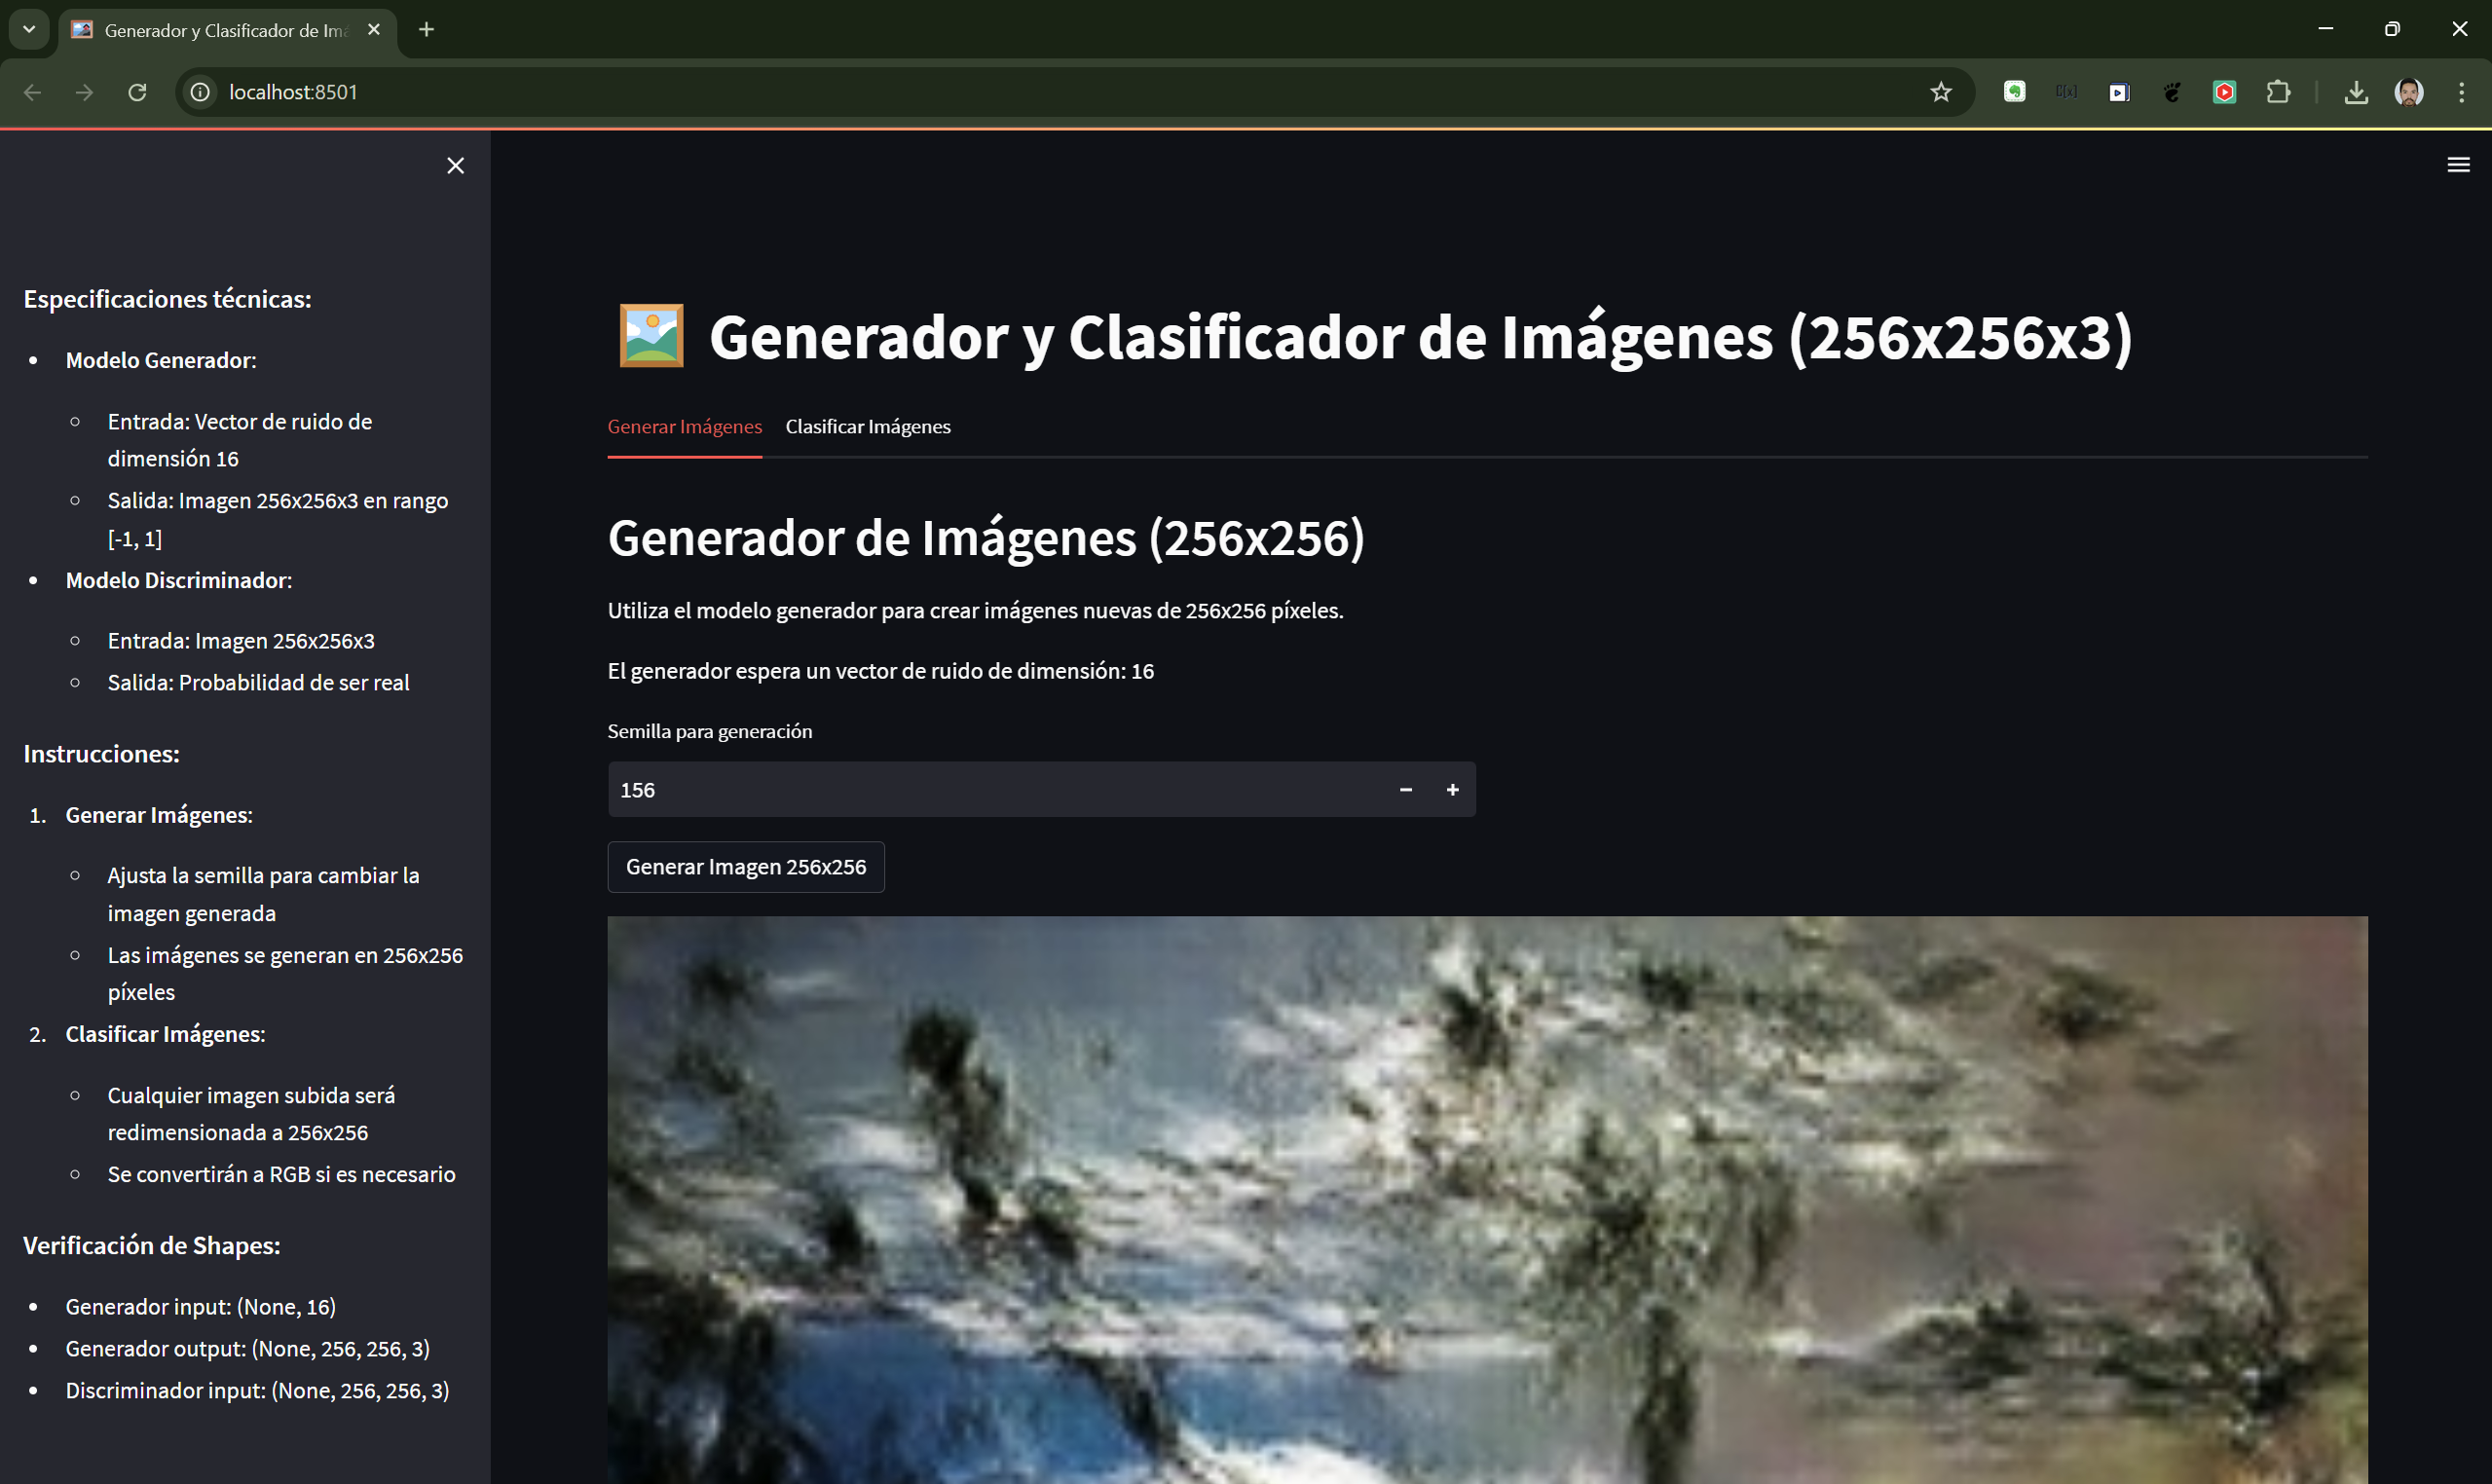 Generador y Clasificador de Im
localhost:8501
Especificaciones técnicas:
Modelo Generador:
Entrada: Vector de ruido de
dimensión 16
Salida: Imagen 256x256x3 en rango
[-1, 1]
Modelo Discriminador:
Entrada: Imagen 256x256x3
Salida: Probabilidad de ser real
Instrucciones:
1. Generar Imágenes:
Ajusta la semilla para cambiar la
imagen generada
Las imágenes se generan en 256x256
píxeles
2. Clasificar Imágenes:
Cualquier imagen subida será
redimensionada a 256x256
Se convertirán a RGB si es necesario
Verificación de Shapes:
Generador input: (None, 16)
Generador output: (None, 256, 256, 3)
Discriminador input: (None, 256, 256, 3)
Generador y Clasificador de Imágenes (256x256x3)
Generar Imágenes Clasificar Imágenes
Generador de Imágenes (256x256)
Utiliza el modelo generador para crear imágenes nuevas de 256x256 píxeles.
El generador espera un vector de ruido de dimensión: 16
Semilla para generación
156
Generar Imagen 256x256